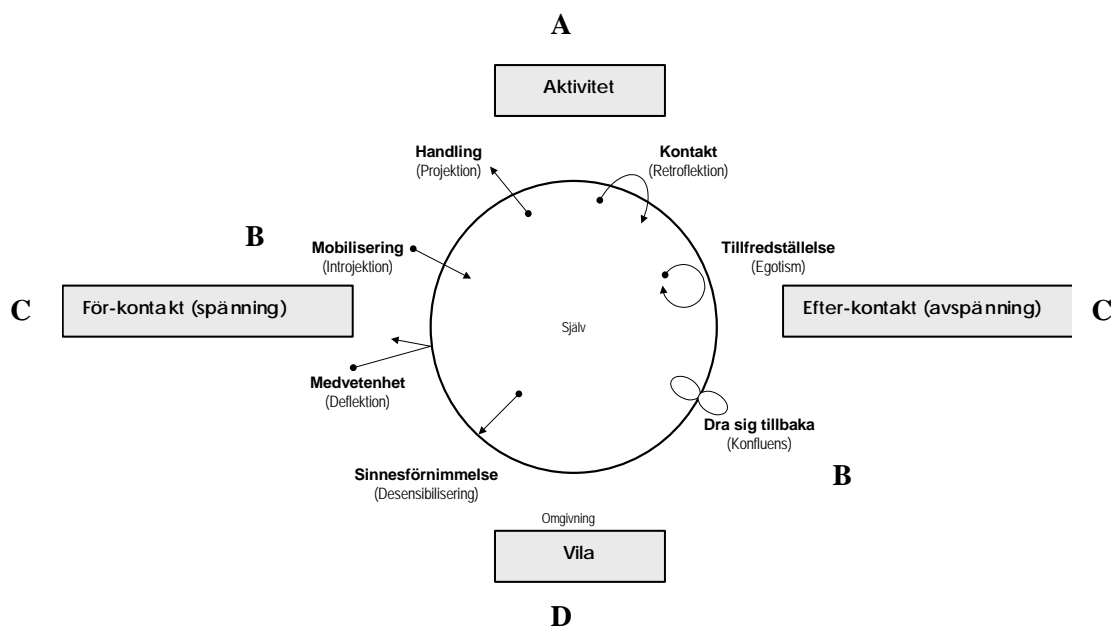 A
Aktivitet
Handling
(Projektion)
Kontakt
(Retroflektion)
B
Mobilisering
(Introjektion)
Tillfredställelse
(Egotism)
C
För-kontakt (spänning)
Själv
Efter-kontakt (avspänning)
C
Medvetenhet
(Deflektion)
Dra sig tillbaka
(Konfluens)
Sinnesförnimmelse
(Desensibilisering)
B
Omgivning
Vila
D